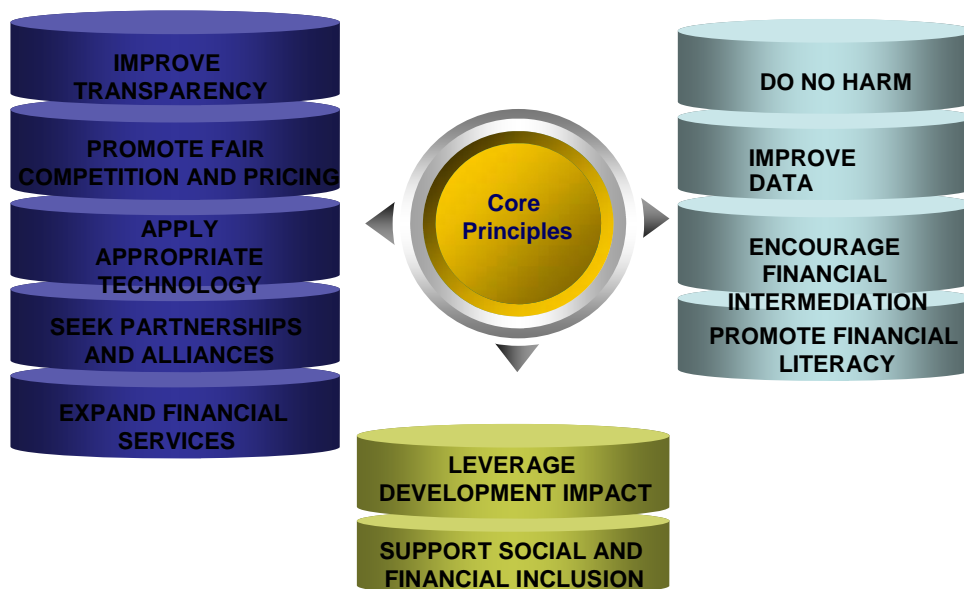 IMPROVE
TRANSPARENCY
PROMOTE FAIR
COMPETITION AND PRICING
APPLY
APPROPRIATE
TECHNOLOGY
SEEK PARTNERSHIPS
AND ALLIANCES
EXPAND FINANCIAL
SERVICES
Core
Principles
DO NO HARM
IMPROVE
DATA
ENCOURAGE
FINANCIAL
INTERMEDIATION
PROMOTE FINANCIAL
LITERACY
LEVERAGE
DEVELOPMENT IMPACT
SUPPORT SOCIAL AND
FINANCIAL INCLUSION